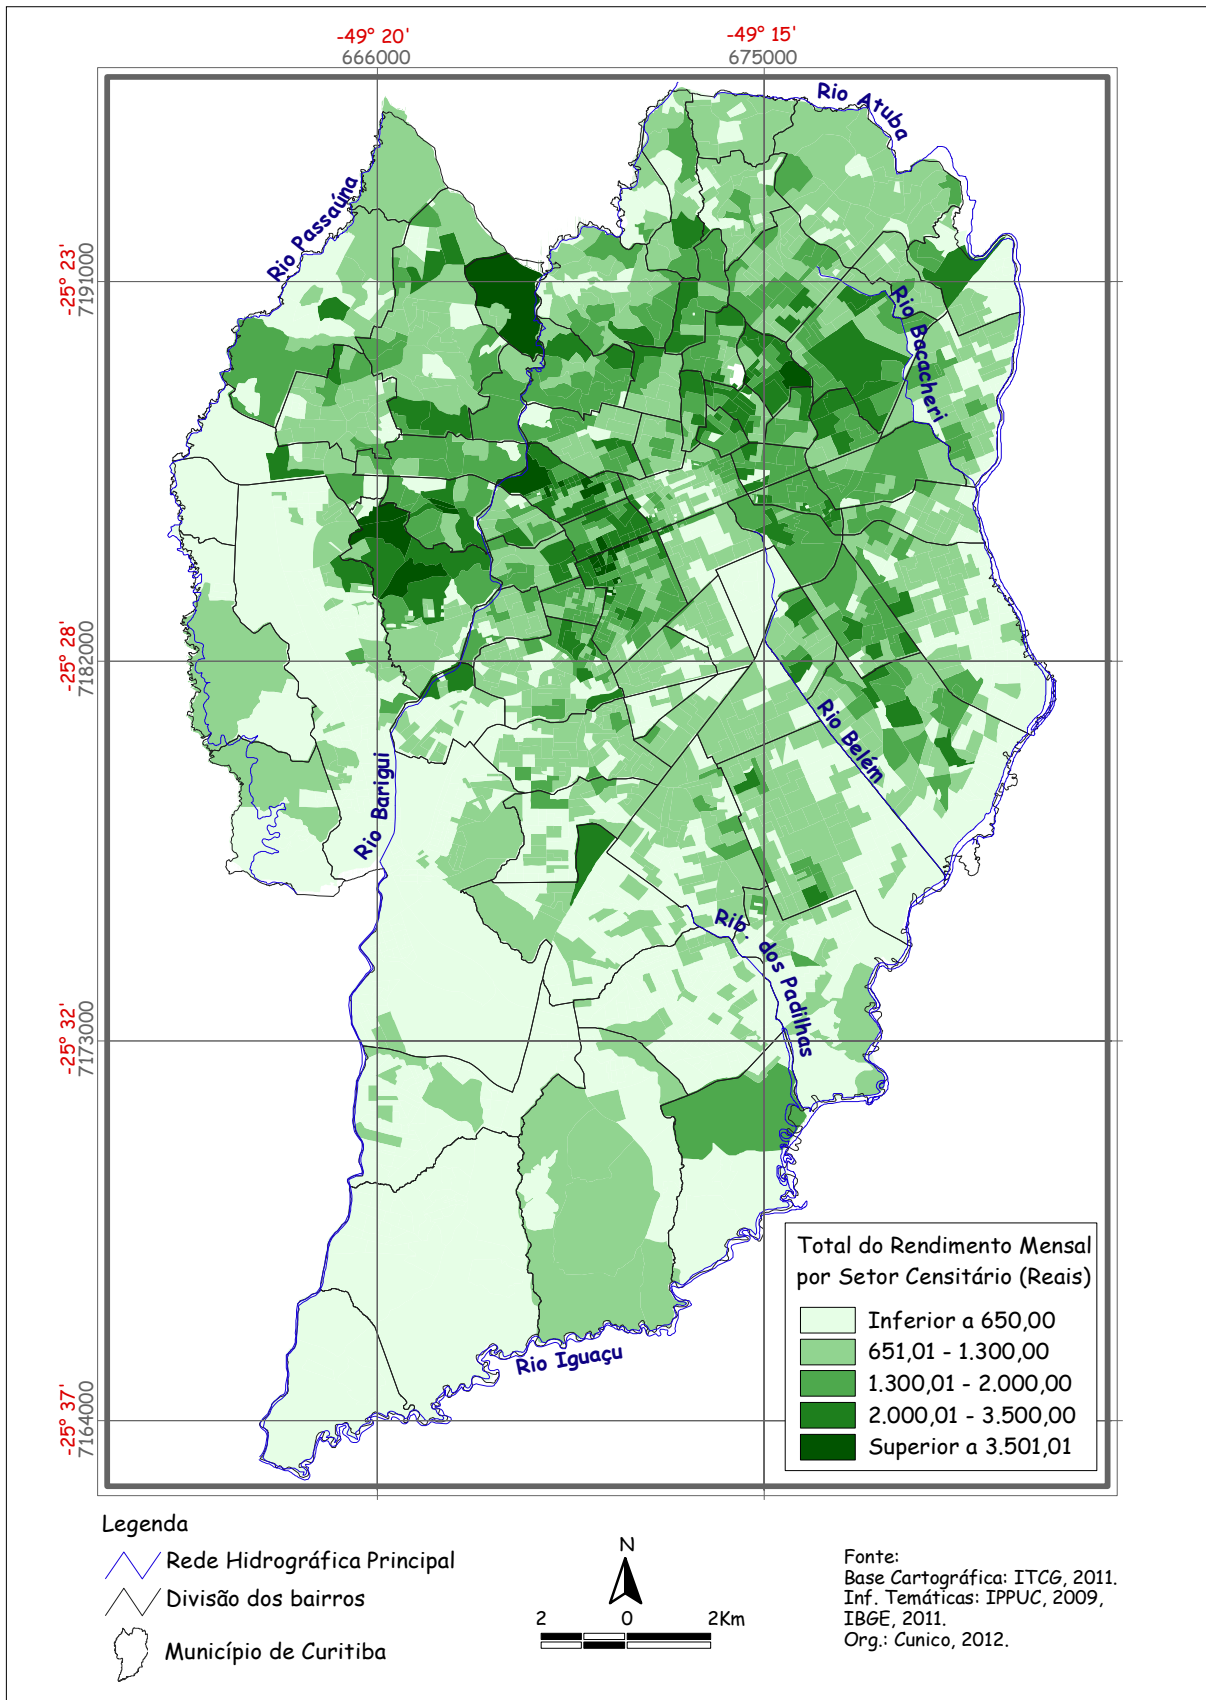 -49° 20'
666000
-49° 15'
675000
-25° 23'
7191000
-25° 28'
7182000
-25° 32'
7173000
-25° 37'
7164000
Rio Atuba
Rio Passaúna
Rio Bacacheri
Rio Belém
Rio Barigui
Rib. dos Padilhas
Rio Iguaçu
Total do Rendimento Mensal
por Setor Censitário (Reais)
Inferior a 650,00
651,01 - 1.300,00
1.300,01 - 2.000,00
2.000,01 - 3.500,00
Superior a 3.501,01
Legenda
Rede Hidrográfica Principal
Divisão dos bairros
Município de Curitiba
N
2 0 2Km
Fonte:
Base Cartográfica: ITCG, 2011.
Inf. Temáticas: IPPUC, 2009,
IBGE, 2011.
Org.: Cunico, 2012.